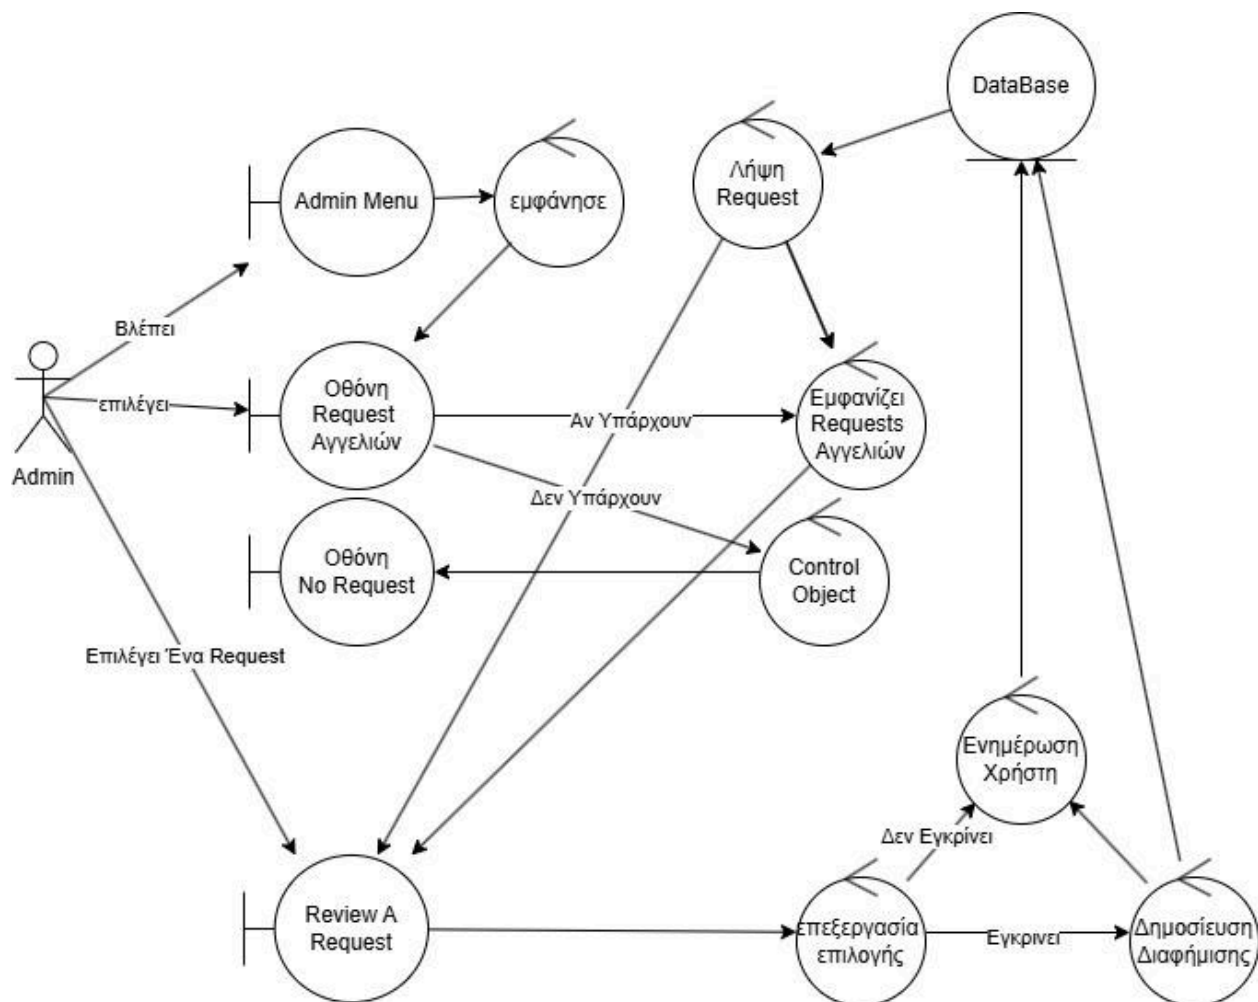 DataBase
Λήψη
Request
Admin Menu
εμφάνησε
Βλέπει
Οθόνη
Request
Αγγελιών
επιλέγει
Αν Υπάρχουν
Εμφανίζει
Requests
Αγγελιών
Admin
Δεν Υπάρχουν
Οθόνη
No Request
Control
Object
Επιλέγει Ένα Request
Ενημέρωση
Χρήστη
Δεν Εγκρίνει
Review A
Request
επεξεργασία
επιλογής
Εγκρινει
Δημοσίευση
Διαφήμισης